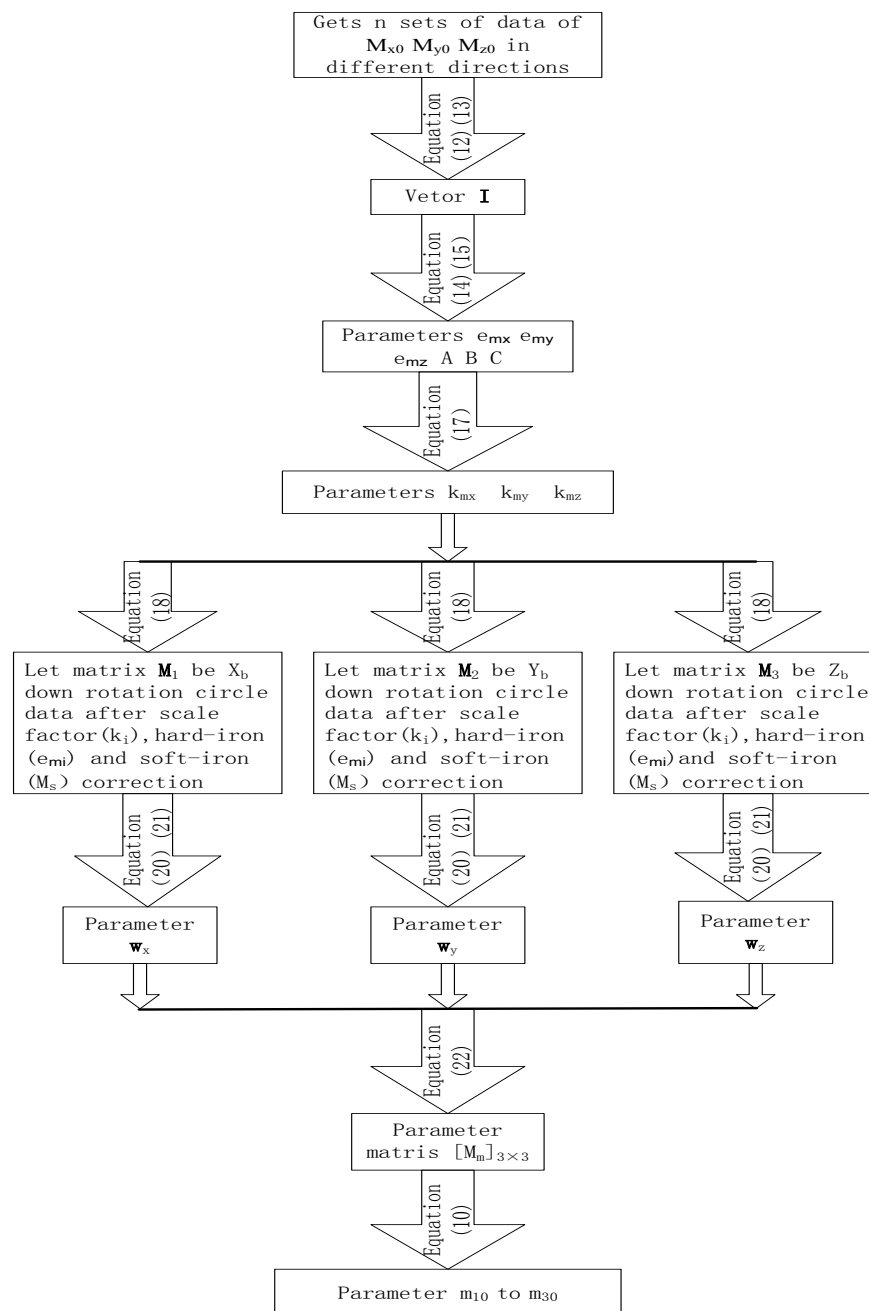 Gets n sets of data of
Mx0 My0 Mz0 in
different directions
Equation
(12)(13)
Vetor I
Equation
(14)(15)
Parameters emx emy
emz A B C
Equation
(17)
Parameters kmx kmy kmz
Equation
(18)
Equation
(18)
Equation
(18)
Let matrix M1 be Xb
down rotation circle
data after scale
factor(ki),hard-iron
(emi) and soft-iron
(Ms) correction
Let matrix M2 be Yb
down rotation circle
data after scale
factor(ki),hard-iron
(emi) and soft-iron
(Ms) correction
Let matrix M3 be Zb
down rotation circle
data after scale
factor(ki),hard-iron
(emi)and soft-iron
(Ms) correction
Equation
(20)(21)
Equation
(20)(21)
Equation
(20)(21)
Parameter
wx
Parameter
wy
Parameter
wz
Equation
(22)
Parameter
matris [Mm]3×3
Equation
(10)
Parameter m10 to m30